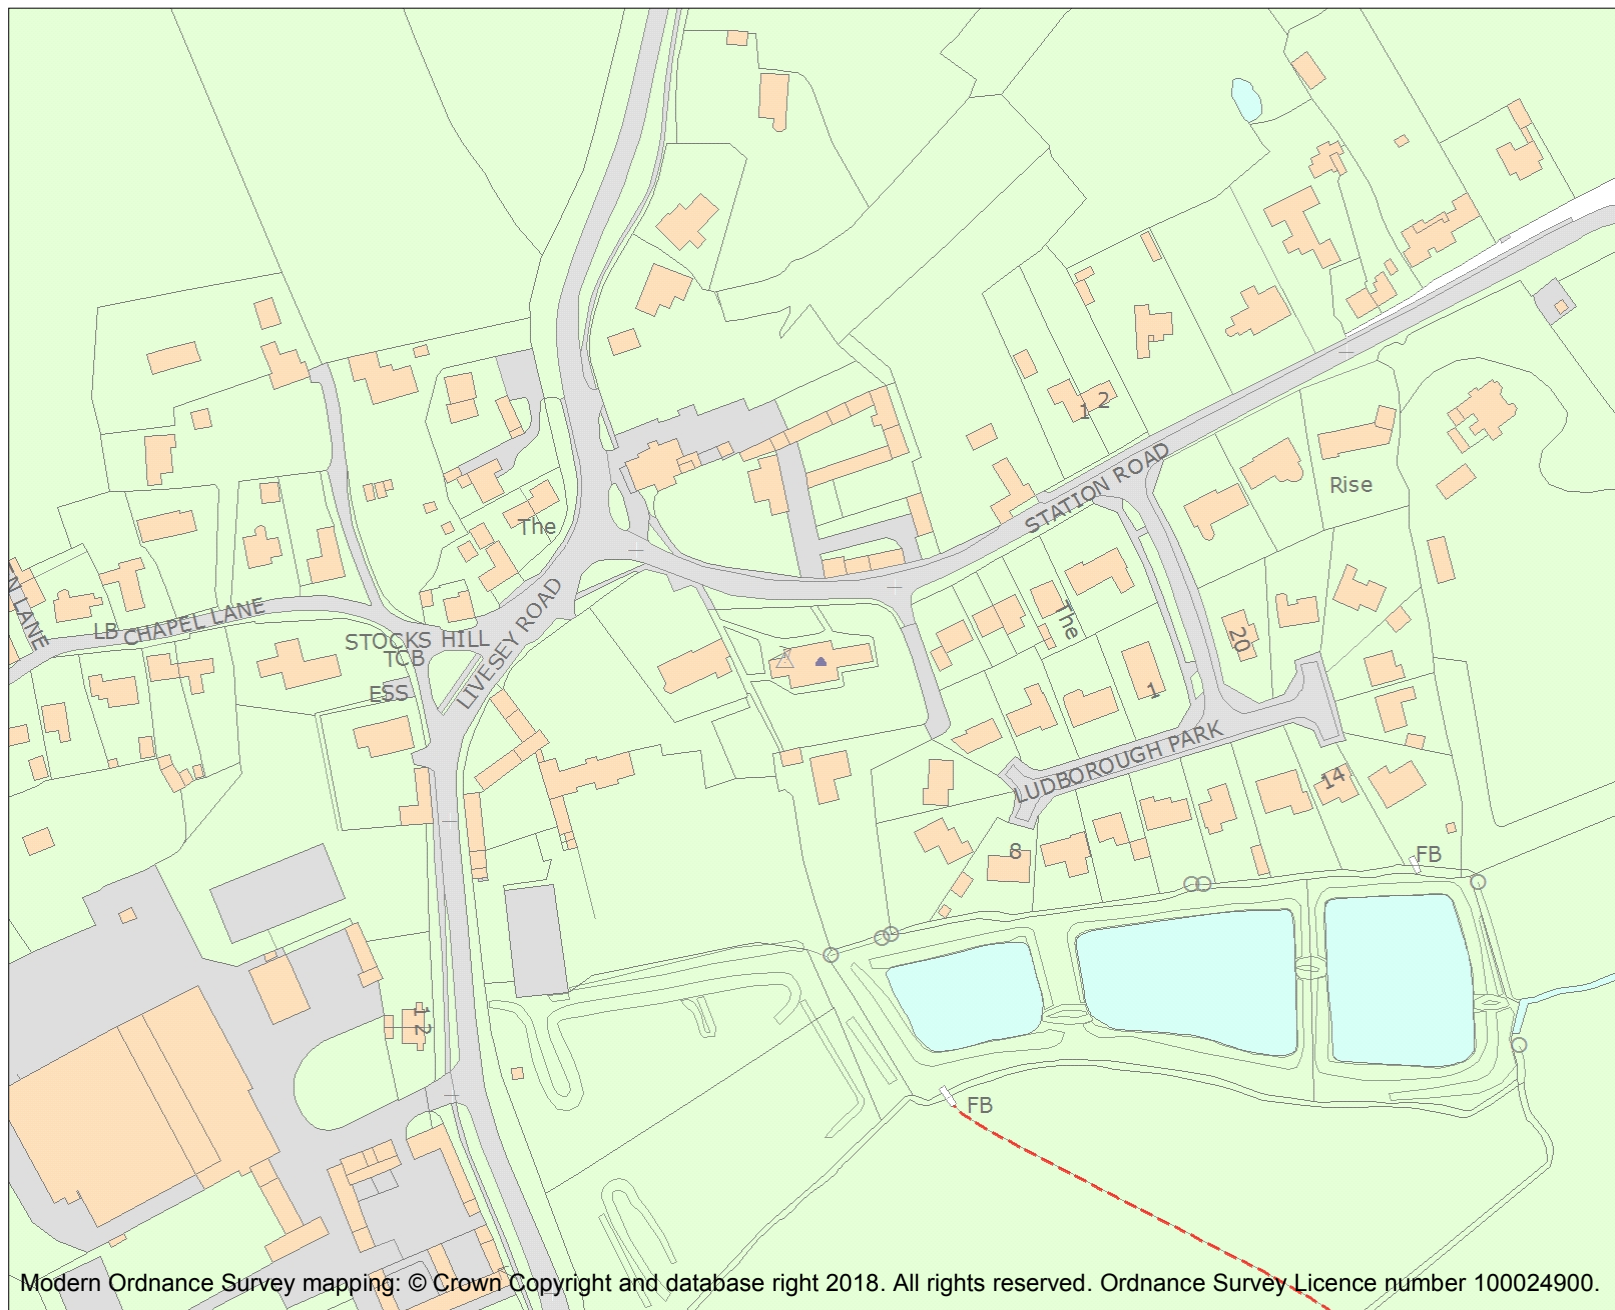 1 2
STATION ROAD
Rise
The
N LANE
LB
CHAPEL LANE
STOCKS HILL
TCB
ESS
LIVESEY ROAD
The
20
1
LUDBOROUGH PARK
14
8
FB
1 2
FB
Modern Ordnance Survey mapping: © Crown Copyright and database right 2018. All rights reserved. Ordnance Survey Licence number 100024900.